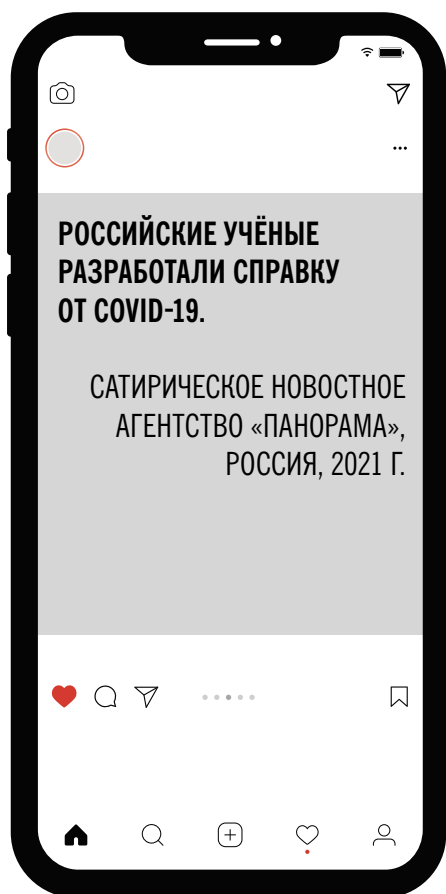 РОССИЙСКИЕ УЧЁНЫЕ
РАЗРАБОТАЛИ СПРАВКУ
ОТ COVID-19.
САТИРИЧЕСКОЕ НОВОСТНОЕ
АГЕНТСТВО «ПАНОРАМА»,
РОССИЯ, 2021 Г.